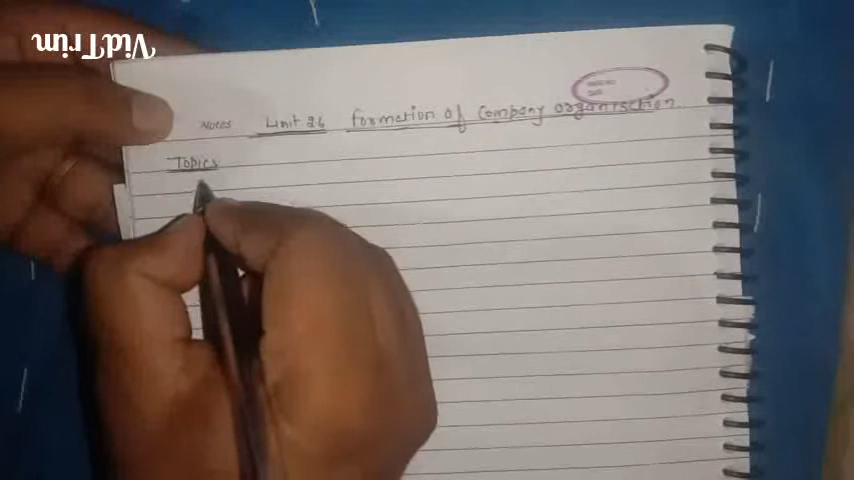 VidTrim
Notes Unit 26 formation of Company organisation
Topics